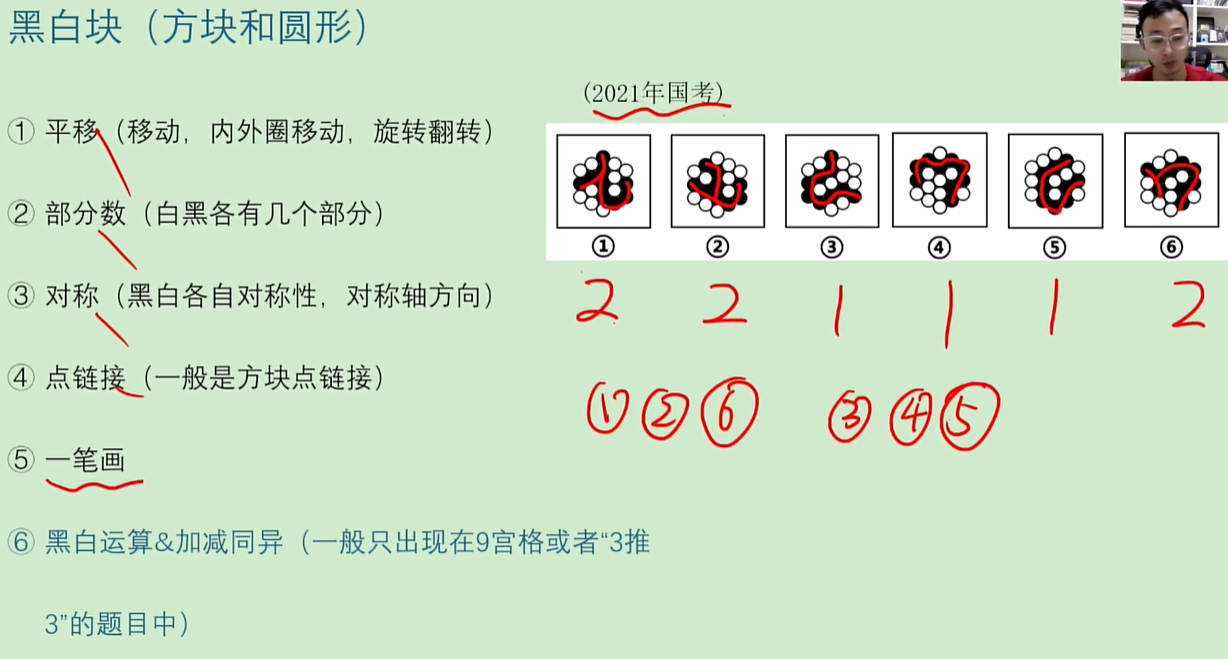 黑白块（方块和圆形）
① 平移（移动，内外圈移动，旋转翻转）
② 部分数（白黑各有几个部分）
③ 对称（黑白各自对称性，对称轴方向）
④ 点链接（一般是方块点链接）
⑤ 一笔画
⑥ 黑白运算&加减同异（一般只出现在9宫格或者“3推
3”的题目中）
（2021年国考）
① ② ③ ④ ⑤ ⑥
2 2 1 1 1 2
① ② ⑥ ③ ④ ⑤